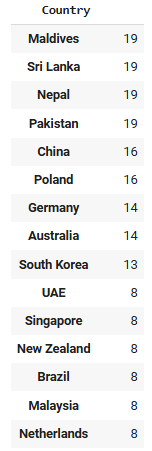 Country
Maldives 19
Sri Lanka 19
Nepal 19
Pakistan 19
China 16
Poland 16
Germany 14
Australia 14
South Korea 13
UAE 8
Singapore 8
New Zealand 8
Brazil 8
Malaysia 8
Netherlands 8